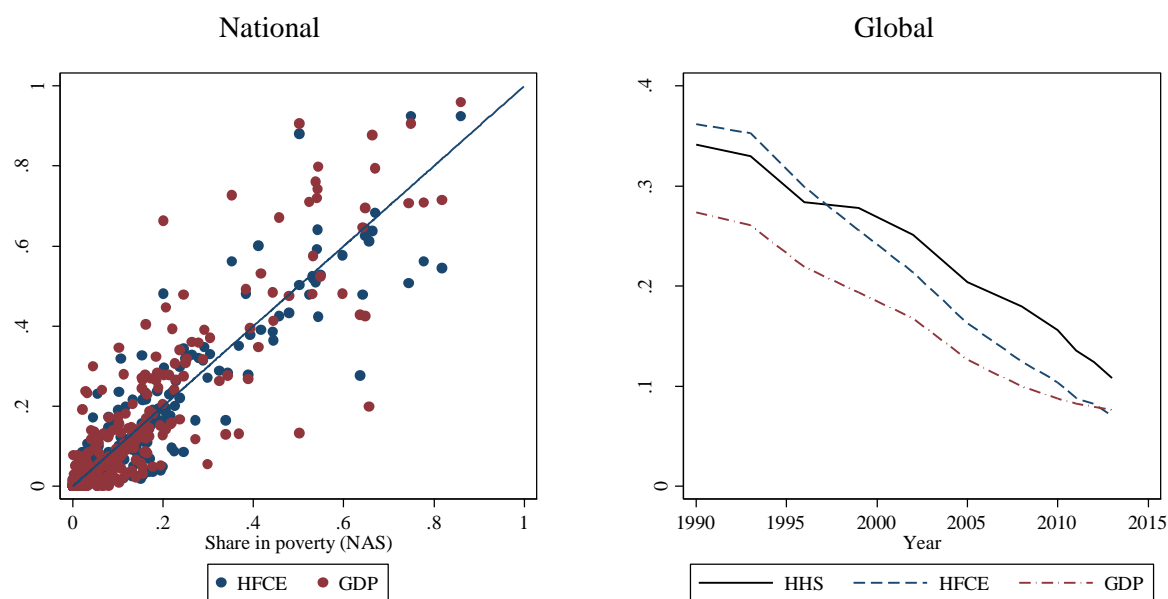 National
1
.8
.6
.4
.2
0
0 .2 .4 .6 .8 1
Share in poverty (NAS)
HFCE GDP
Global
.4
.3
.2
.1
0
1990 1995 2000 2005 2010 2015
Year
HHS HFCE GDP